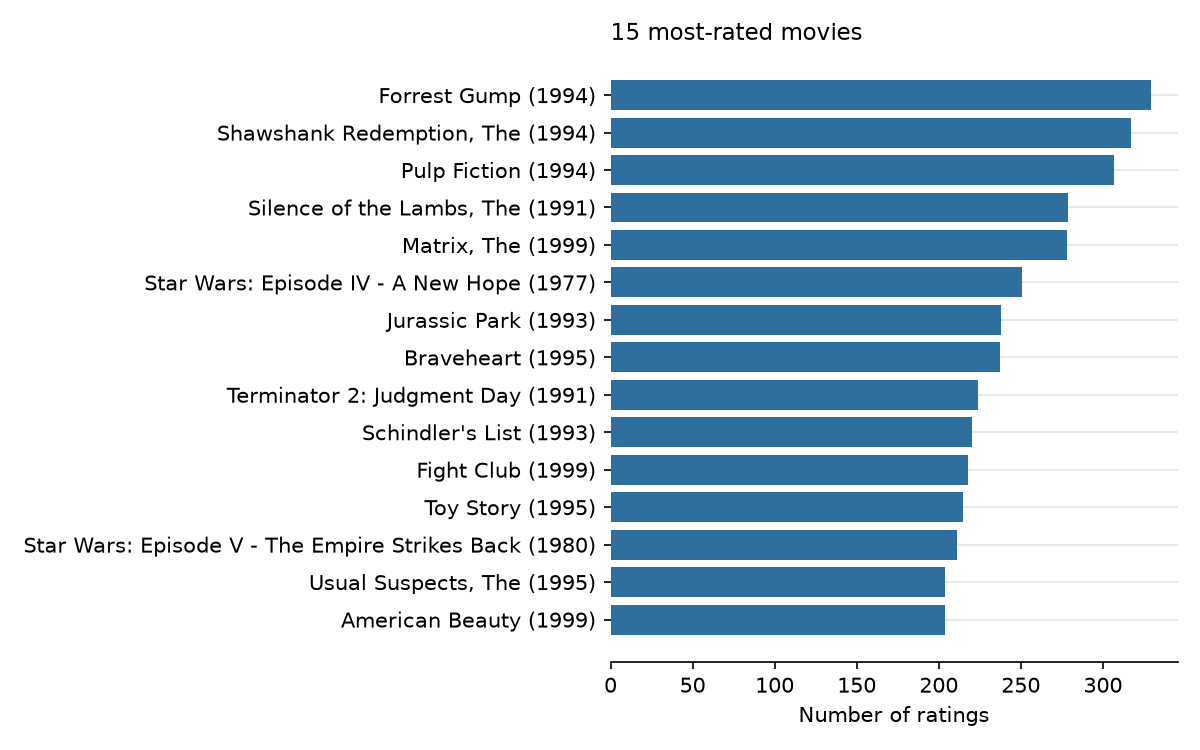 15 most-rated movies
Forrest Gump (1994)
Shawshank Redemption, The (1994)
Pulp Fiction (1994)
Silence of the Lambs, The (1991)
Matrix, The (1999)
Star Wars: Episode IV - A New Hope (1977)
Jurassic Park (1993)
Braveheart (1995)
Terminator 2: Judgment Day (1991)
Schindler's List (1993)
Fight Club (1999)
Toy Story (1995)
Star Wars: Episode V - The Empire Strikes Back (1980)
Usual Suspects, The (1995)
American Beauty (1999)
0 50 100 150 200 250 300
Number of ratings